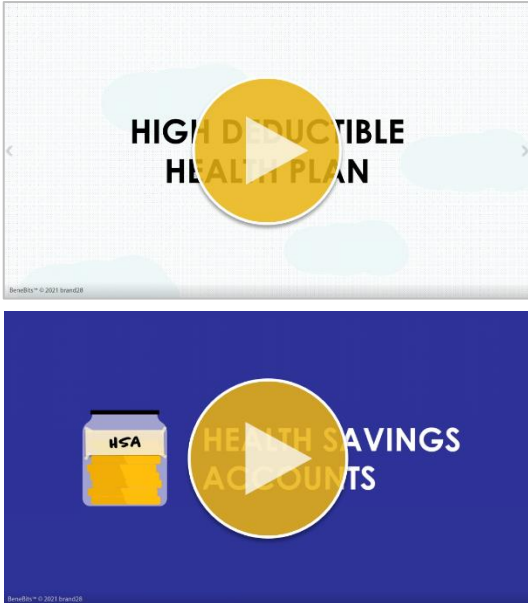 HIGH DEDUCTIBLE
HEALTH PLAN
BeneBits™ © 2021 brand28
HSA
HEALTH SAVINGS
ACCOUNTS
BeneBits™ © 2021 brand28